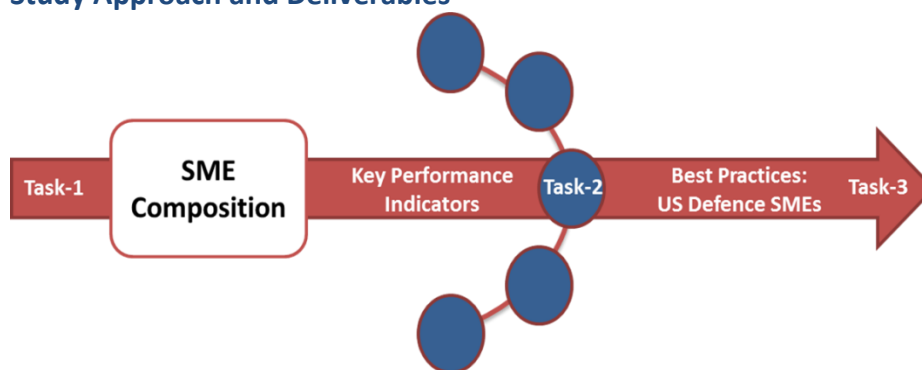 Study Approach and Deliverables
Task-1
SME
Composition
Key Performance
Indicators
Task-2
Best Practices:
US Defence SMEs
Task-3